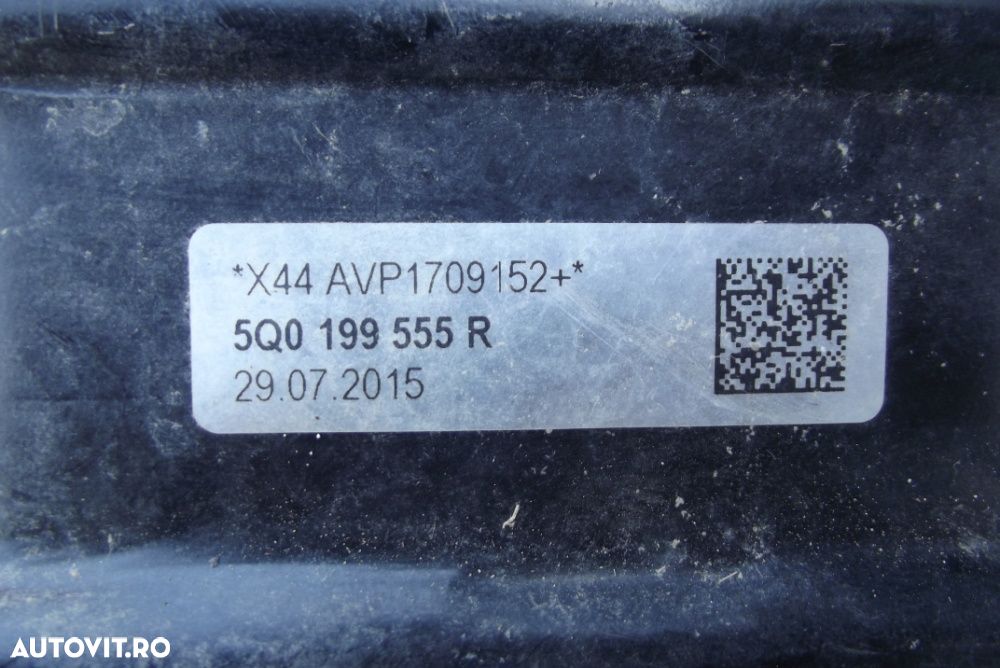 *X44 AVP1709152+*
5Q0 199 555 R
29.07.2015
AUTOVIT.RO